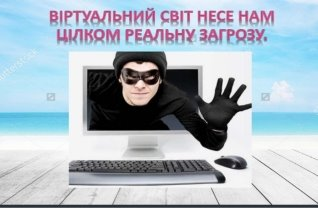 ВІРТУАЛЬНИЙ СВІТ НЕСЕ НАМ
ЦІЛКОМ РЕАЛЬНУ ЗАГРОЗУ.